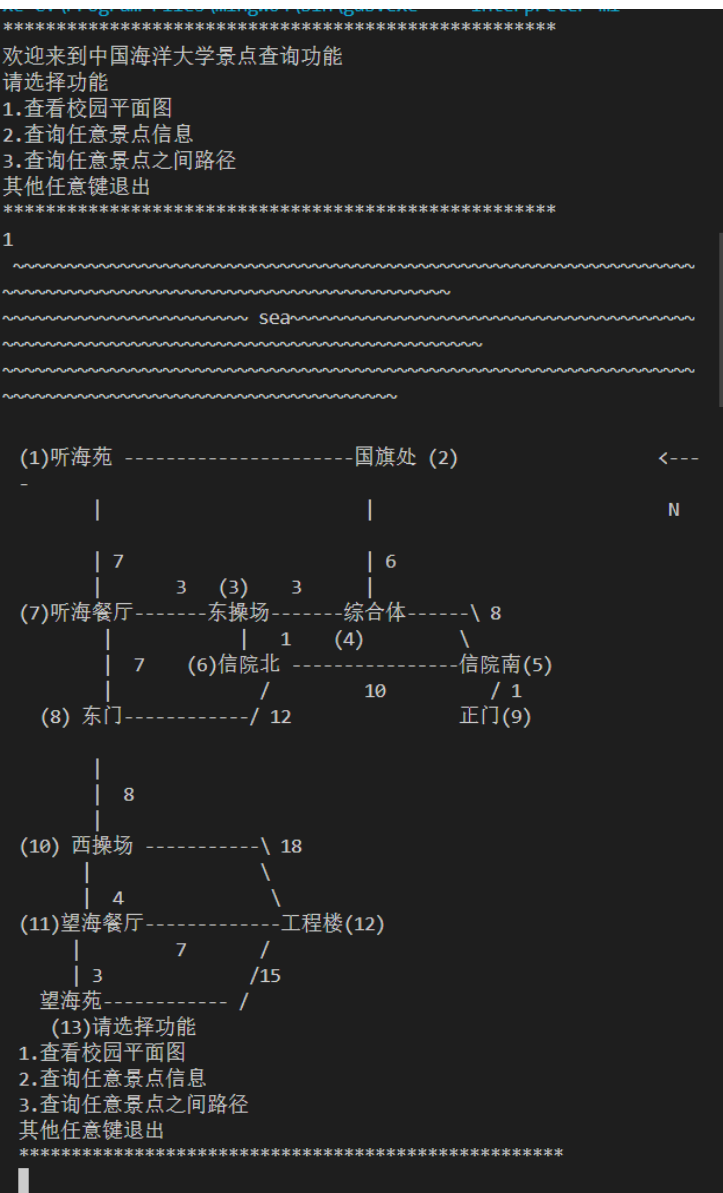 ****************************************************
欢迎来到中国海洋大学景点查询功能
请选择功能
1.查看校园平面图
2.查询任意景点信息
3.查询任意景点之间路径
其他任意键退出
****************************************************
1
~~~~~~~~~~~~~~~~~~~~~~~~~~~~~~~~~~~~~~~~~~~~~~~~~~~~~~~~~~~~~~~~
~~~~~~~~~~~~~~~~~~~~~~~~~~~~~~~~~~~~~~~~~~
~~~~~~~~~~~~~~~~~~~~~~~~~~ sea~~~~~~~~~~~~~~~~~~~~~~~~~~~~~~~~~~~~~~
~~~~~~~~~~~~~~~~~~~~~~~~~~~~~~~~~~~~~~~~~~~~~
~~~~~~~~~~~~~~~~~~~~~~~~~~~~~~~~~~~~~~~~~~~~~~~~~~~~~~~~~~~~~~~~~
~~~~~~~~~~~~~~~~~~~~~~~~~~~~~~~~~~~~~
(1)听海苑 ----------------------国旗处 (2) <---
-
| | N
| 7 | 6
| 3 (3) 3 |
(7)听海餐厅-------东操场-------综合体------\ 8
| | 1 (4) \
| 7 (6)信院北 ----------------信院南(5)
| / 10 / 1
(8) 东门------------/ 12 正门(9)
|
| 8
|
(10) 西操场 -----------\ 18
| \
| 4 \
(11)望海餐厅-------------工程楼(12)
| 7 /
| 3 /15
望海苑------------ /
(13)请选择功能
1.查看校园平面图
2.查询任意景点信息
3.查询任意景点之间路径
其他任意键退出
****************************************************